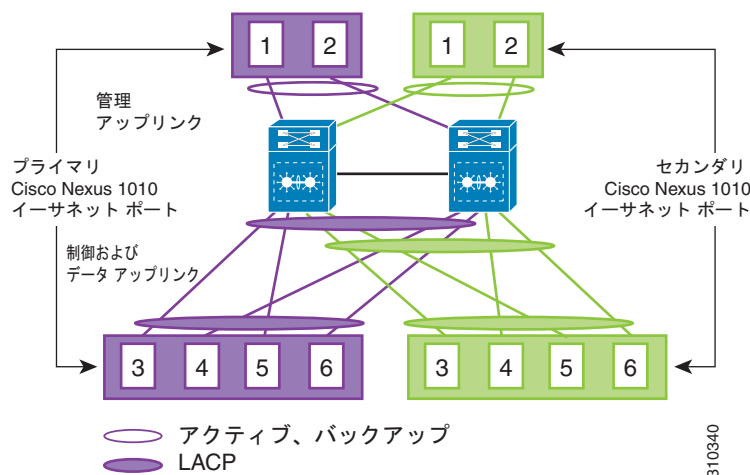 1 2 1 2
管理
アップリンク
プライマリ
Cisco Nexus 1010
イーサネット ポート
セカンダリ
Cisco Nexus 1010
イーサネット ポート
制御および
データ アップリンク
3 4 5 6 3 4 5 6
アクティブ、バックアップ
LACP
310340